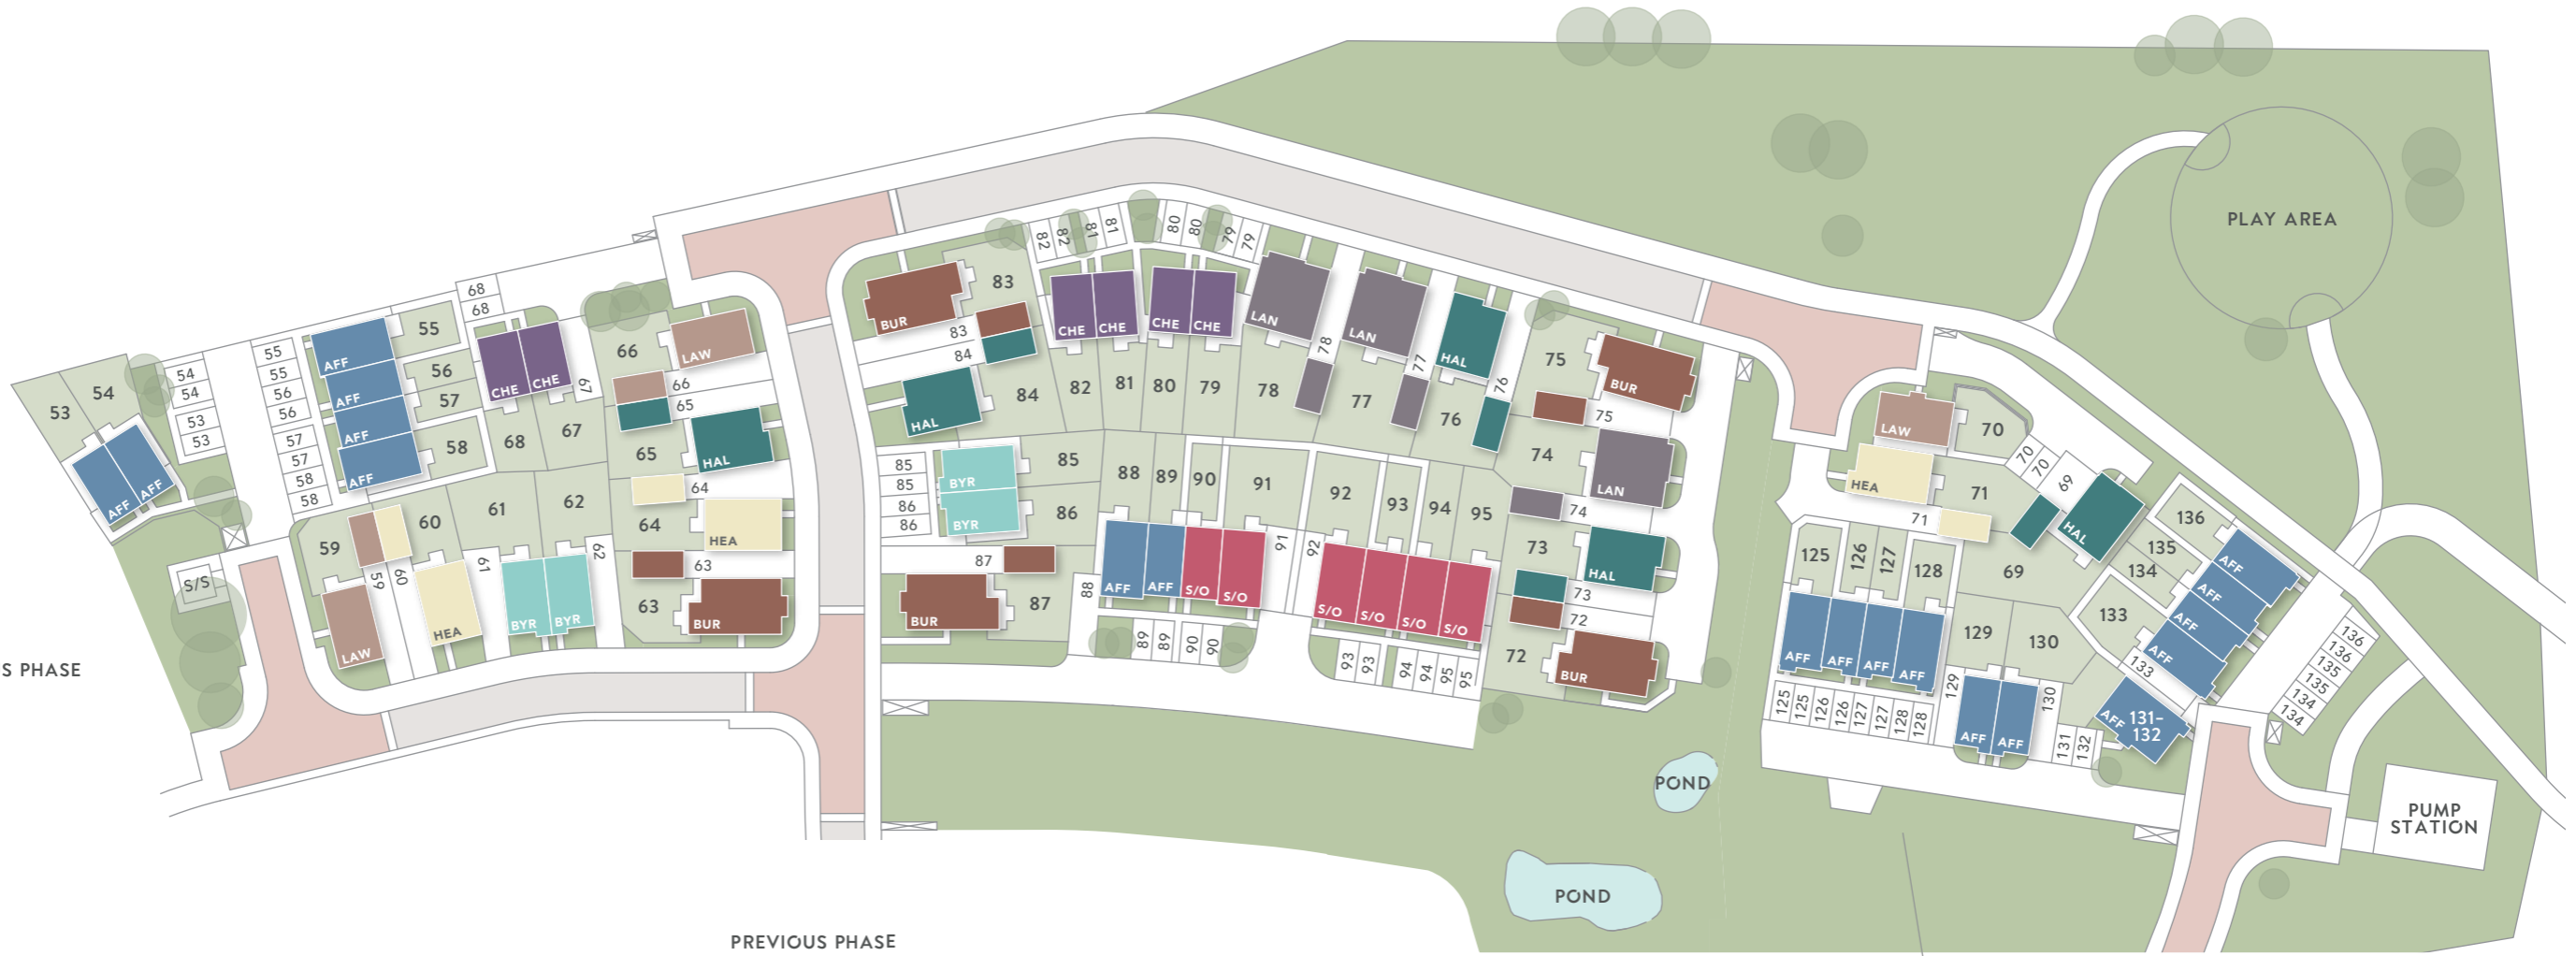 PLAY AREA
82
82
81
81
80
80
79
79
68
68
83
BUR
83
84
CHE
CHE
CHE
CHE
LAN
78
LAN
77
HAL
76
75
BUR
75
55
55
55
56
56
AFF
56
AFF
57
57
57
AFF
58
58
AFF
58
CHE
CHE
67
68
67
66
LAW
66
65
65
HAL
64
54
53
54
54
53
53
AFF
AFF
HAL
84
82
81
80
79
78
77
76
74
LAN
74
LAW
70
70
70
69
HEA
71
71
HAL
136
85
85
86
86
BYR
BYR
85
86
88
89
90
91
92
93
94
95
59
60
61
62
64
HEA
63
S/S
59
60
61
62
LAW
HEA
BYR
BYR
63
BUR
87
BUR
87
88
AFF
AFF
S/O
S/O
91
92
S/O
S/O
S/O
S/O
73
HAL
73
72
72
BUR
125
126
127
128
69
135
134
133
AFF
AFF
AFF
AFF
AFF
AFF
AFF
AFF
129
130
133
136
136
135
135
134
134
89
89
90
90
93
93
94
94
95
95
125
125
126
126
127
127
128
128
129
AFF
AFF
130
131
132
AFF
131–
132
S PHASE
POND
POND
PUMP
STATION
PREVIOUS PHASE